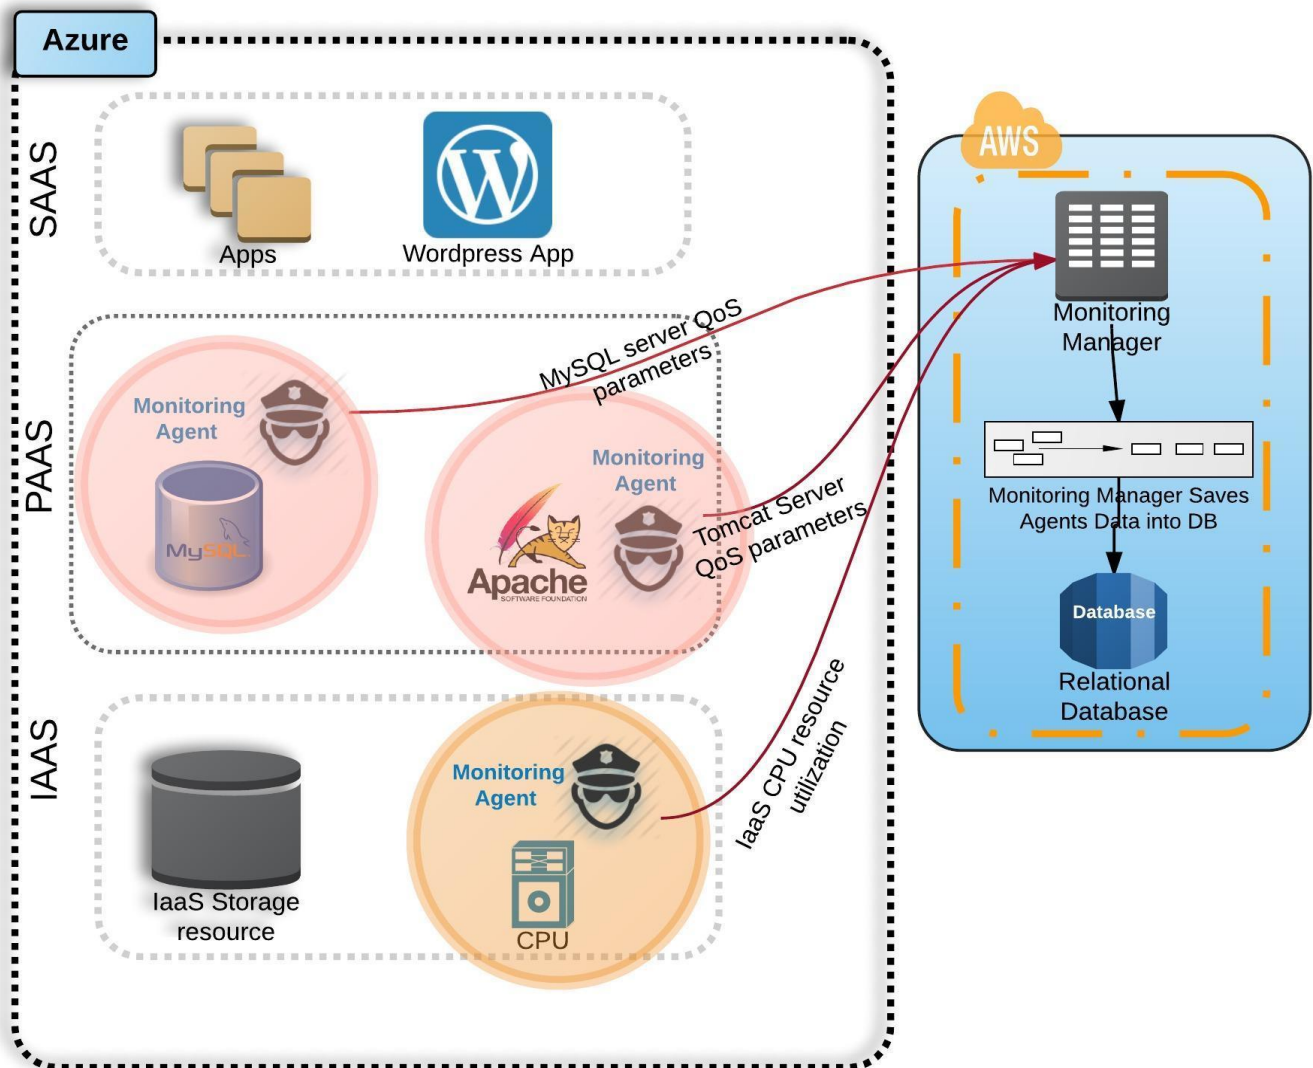 Azure
SAAS
Apps
Wordpress App
PAAS
Monitoring
Agent
MySQL
MySQL server QoS
parameters
Monitoring
Agent
Apache
SOFTWARE FOUNDATION
Tomcat Server
QoS parameters
IAAS
IaaS Storage
resource
Monitoring
Agent
CPU
IaaS CPU resource
utilization
AWS
Monitoring
Manager
Monitoring Manager Saves
Agents Data into DB
Database
Relational
Database